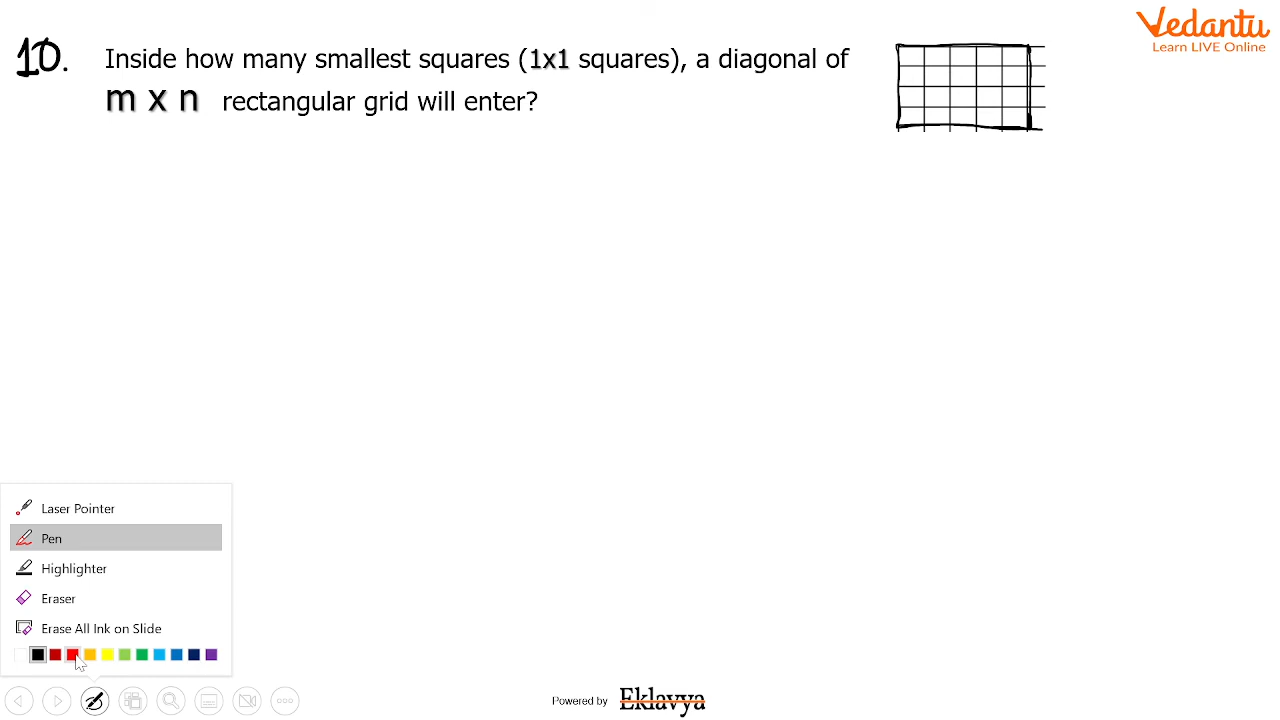 Vedantu
Learn LIVE Online
10. Inside how many smallest squares (1x1 squares), a diagonal of
m x n rectangular grid will enter?
Laser Pointer
Pen
Highlighter
Eraser
Erase All Ink on Slide
Powered by Eklavya